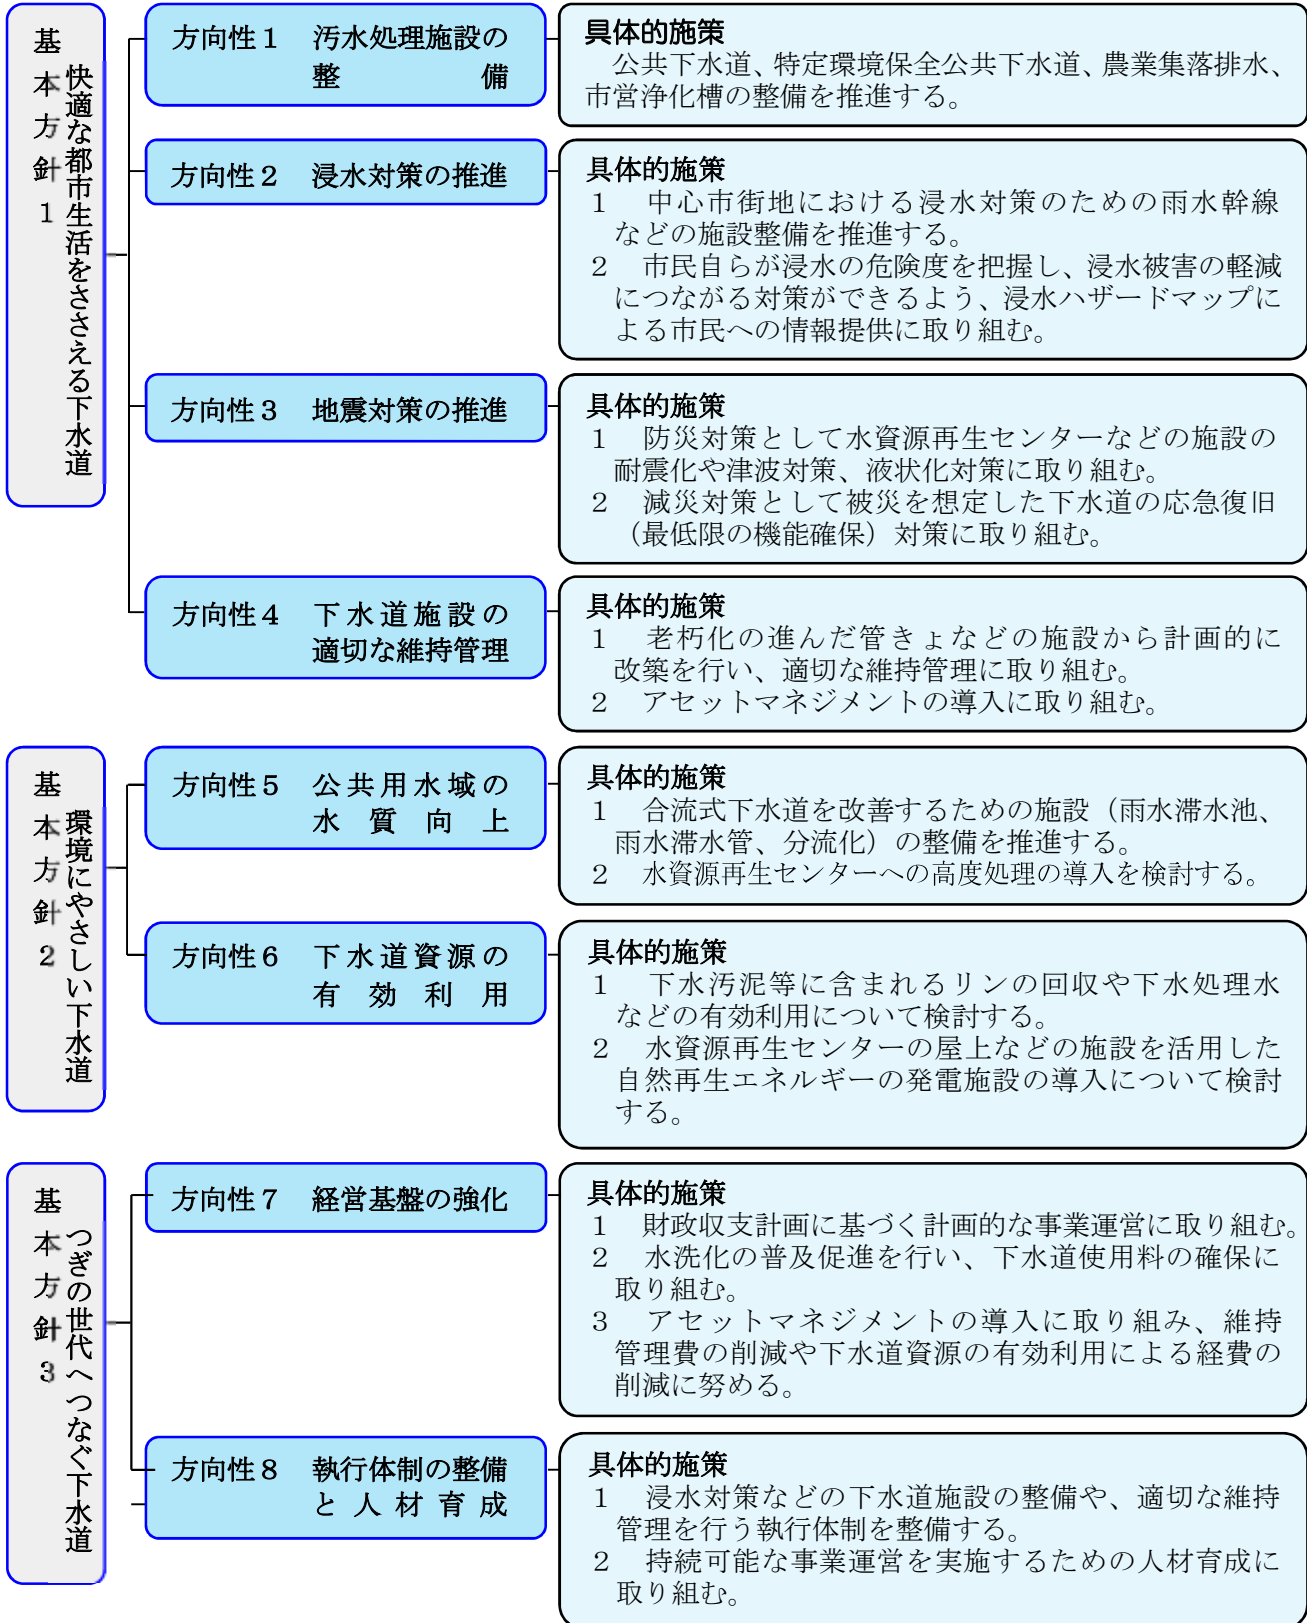 基本方針１
快適な都市生活をささえる下水道
方向性１　汚水処理施設の
整備
具体的施策
公共下水道、特定環境保全公共下水道、農業集落排水、
市営浄化槽の整備を推進する。
方向性２　浸水対策の推進
具体的施策
１　中心市街地における浸水対策のための雨水幹線
などの施設整備を推進する。
２　市民自らが浸水の危険度を把握し、浸水被害の軽減
につながる対策ができるよう、浸水ハザードマップに
よる市民への情報提供に取り組む。
方向性３　地震対策の推進
具体的施策
１　防災対策として水資源再生センターなどの施設の
耐震化や津波対策、液状化対策に取り組む。
２　減災対策として被災を想定した下水道の応急復旧
（最低限の機能確保）対策に取り組む。
方向性４　下水道施設の
適切な維持管理
具体的施策
１　老朽化の進んだ管きょなどの施設から計画的に
改築を行い、適切な維持管理に取り組む。
２　アセットマネジメントの導入に取り組む。
基本方針２
環境にやさしい下水道
方向性５　公共用水域の
水質向上
具体的施策
１　合流式下水道を改善するための施設（雨水滞水池、
雨水滞水管、分流化）の整備を推進する。
２　水資源再生センターへの高度処理の導入を検討する。
方向性６　下水道資源の
有効利用
具体的施策
１　下水汚泥等に含まれるリンの回収や下水処理水
などの有効利用について検討する。
２　水資源再生センターの屋上などの施設を活用した
自然再生エネルギーの発電施設の導入について検討
する。
基本方針３
つぎの世代へつなぐ下水道
方向性７　経営基盤の強化
具体的施策
１　財政収支計画に基づく計画的な事業運営に取り組む。
２　水洗化の普及促進を行い、下水道使用料の確保に
取り組む。
３　アセットマネジメントの導入に取り組み、維持
管理費の削減や下水道資源の有効利用による経費の
削減に努める。
方向性８　執行体制の整備
と人材育成
具体的施策
１　浸水対策などの下水道施設の整備や、適切な維持
管理を行う執行体制を整備する。
２　持続可能な事業運営を実施するための人材育成に
取り組む。